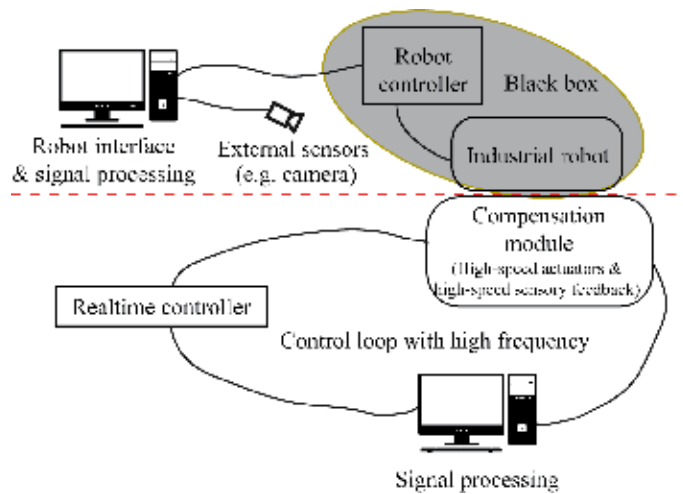 Robot
controller
Black box
Robot interface
& signal processing
External sensors
(e.g. camera)
Industrial robot
Compensation
module
(High-speed actuators &
high-speed sensory feedback)
Realtime controller
Control loop with high frequency
Signal processing